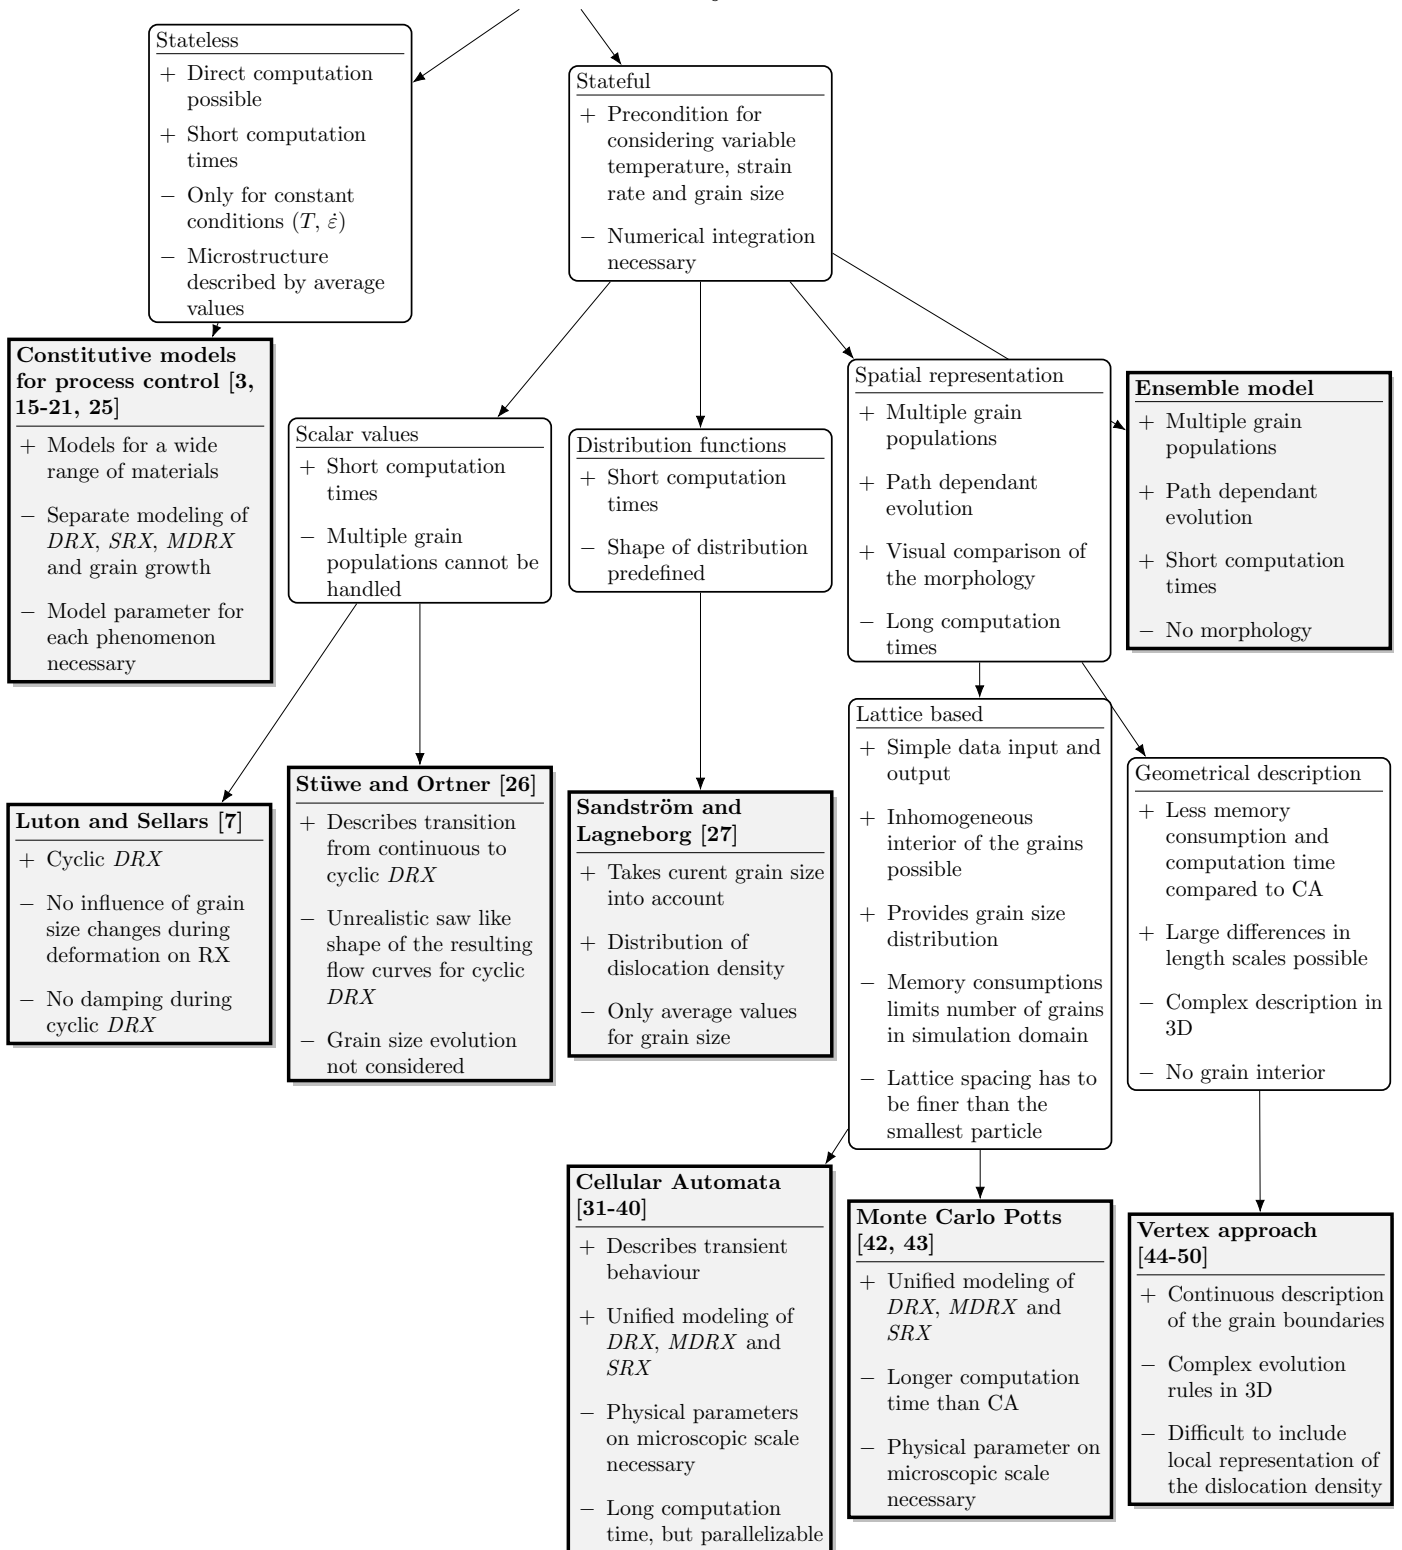 Stateless
+ Direct computation
possible
+ Short computation
times
− Only for constant
conditions (T, ε̇)
− Microstructure
described by average
values
Stateful
+ Precondition for
considering variable
temperature, strain
rate and grain size
− Numerical integration
necessary
Constitutive models
for process control [3,
15-21, 25]
+ Models for a wide
range of materials
− Separate modeling of
DRX, SRX, MDRX
and grain growth
− Model parameter for
each phenomenon
necessary
Scalar values
+ Short computation
times
− Multiple grain
populations cannot be
handled
Distribution functions
+ Short computation
times
− Shape of distribution
predefined
Spatial representation
+ Multiple grain
populations
+ Path dependant
evolution
+ Visual comparison of
the morphology
− Long computation
times
Ensemble model
+ Multiple grain
populations
+ Path dependant
evolution
+ Short computation
times
− No morphology
Luton and Sellars [7]
+ Cyclic DRX
− No influence of grain
size changes during
deformation on RX
− No damping during
cyclic DRX
Stüwe and Ortner [26]
+ Describes transition
from continuous to
cyclic DRX
− Unrealistic saw like
shape of the resulting
flow curves for cyclic
DRX
− Grain size evolution
not considered
Sandström and
Lagneborg [27]
+ Takes curent grain size
into account
+ Distribution of
dislocation density
− Only average values
for grain size
Lattice based
+ Simple data input and
output
+ Inhomogeneous
interior of the grains
possible
+ Provides grain size
distribution
− Memory consumptions
limits number of grains
in simulation domain
− Lattice spacing has to
be finer than the
smallest particle
Geometrical description
+ Less memory
consumption and
computation time
compared to CA
+ Large differences in
length scales possible
− Complex description in
3D
− No grain interior
Cellular Automata
[31-40]
+ Describes transient
behaviour
+ Unified modeling of
DRX, MDRX and
SRX
− Physical parameters
on microscopic scale
necessary
− Long computation
time, but parallelizable
Monte Carlo Potts
[42, 43]
+ Unified modeling of
DRX, MDRX and
SRX
− Longer computation
time than CA
− Physical parameter on
microscopic scale
necessary
Vertex approach
[44-50]
+ Continuous description
of the grain boundaries
− Complex evolution
rules in 3D
− Difficult to include
local representation of
the dislocation density